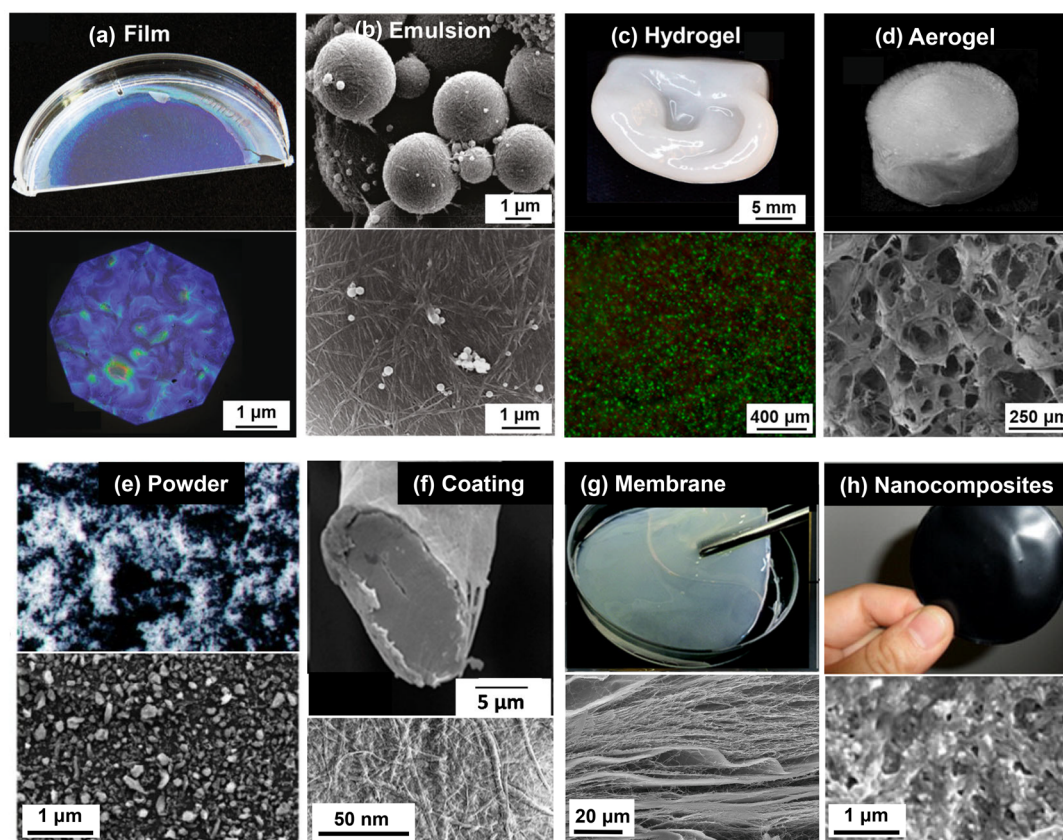 (a) Film
(b) Emulsion
(c) Hydrogel
(d) Aerogel
1 μm
5 mm
1 μm
1 μm
400 μm
250 μm
(e) Powder
(f) Coating
(g) Membrane
(h) Nanocomposites
5 μm
1 μm
50 nm
20 μm
1 μm